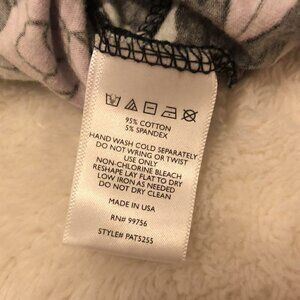 95% COTTON
5% SPANDEX
HAND WASH COLD SEPARATELY
DO NOT WRING OR TWIST
USE ONLY
NON-CHLORINE BLEACH
RESHAPE LAY FLAT TO DRY
LOW IRON AS NEEDED
DO NOT DRY CLEAN
MADE IN USA
RN# 99756
STYLE# PAT5255